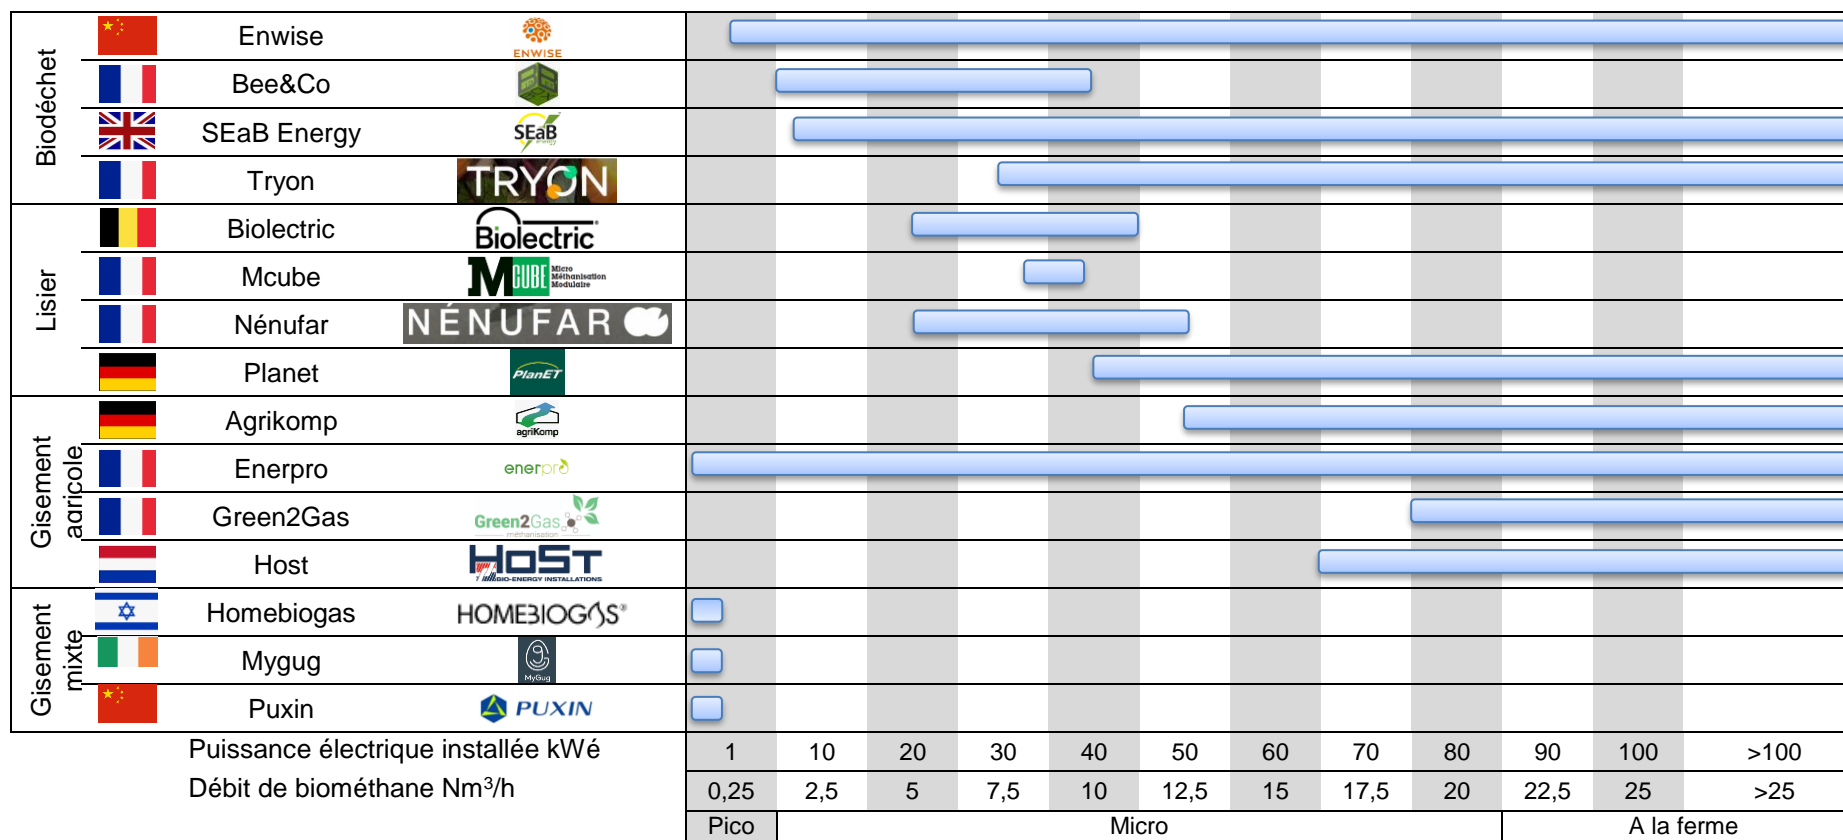 Biodéchet
Enwise ENWISE
Bee&Co
SEaB Energy SEaB energy
Tryon TRYON
Lisier
Biolectric Biolectric
Mcube MCUBE Micro Méthanisation Modulaire
Nénufar NÉNUFAR
Planet PlanET
Gisement agricole
Agrikomp agriKomp
Enerpro enerpro
Green2Gas Green2Gas méthanisation
Host HoST BIO-ENERGY INSTALLATIONS
Gisement mixte
Homebiogas HOMEBIOGAS®
Mygug MyGug
Puxin PUXIN
Puissance électrique installée kWé 1 10 20 30 40 50 60 70 80 90 100 >100
Débit de biométhane Nm³/h 0,25 2,5 5 7,5 10 12,5 15 17,5 20 22,5 25 >25
Pico Micro A la ferme